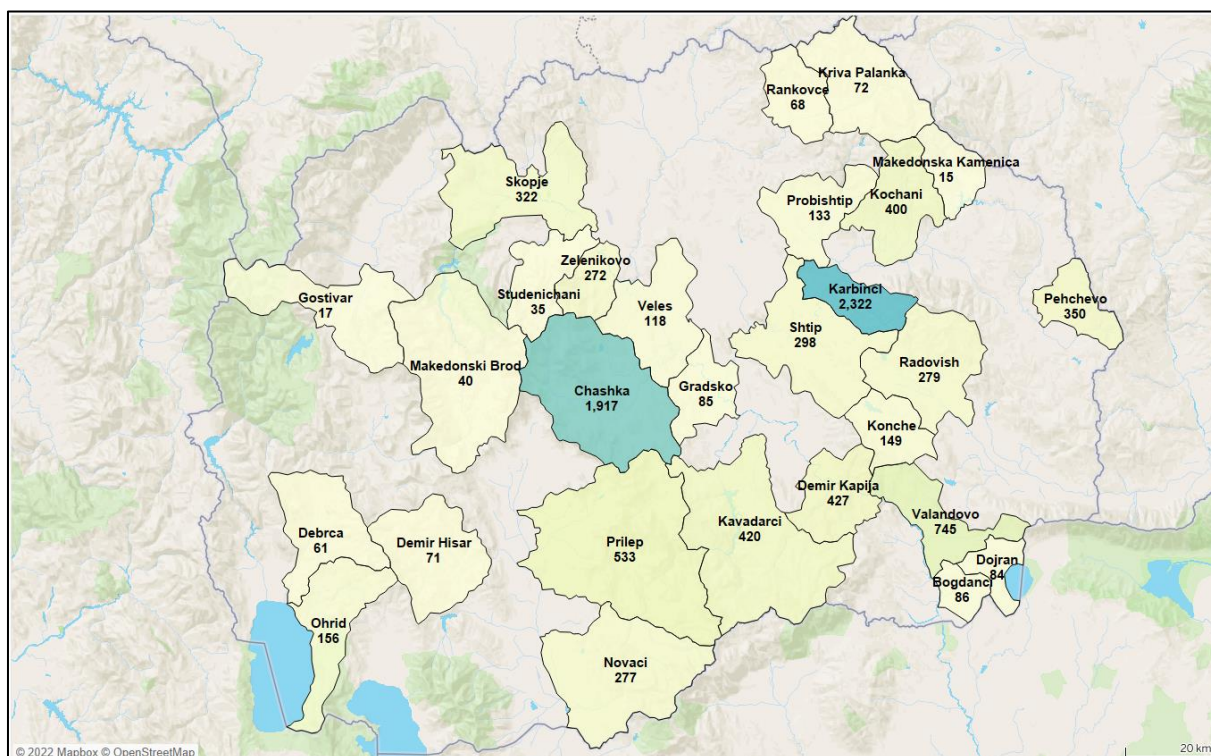 Kriva Palanka
72
Rankovce
68
Makedonska Kamenica
15
Skopje
322
Probishtip
133
Kochani
400
Zelenikovo
272
Karbinci
2,322
Pehchevo
350
Gostivar
17
Studenichani
35
Veles
118
Shtip
298
Makedonski Brod
40
Radovish
279
Chashka
1,917
Gradsko
85
Konche
149
Demir Kapija
427
Valandovo
745
Debrca
61
Demir Hisar
71
Prilep
533
Kavadarci
420
Dojran
84
Bogdanci
86
Ohrid
156
Novaci
277
© 2022 Mapbox © OpenStreetMap
20 km